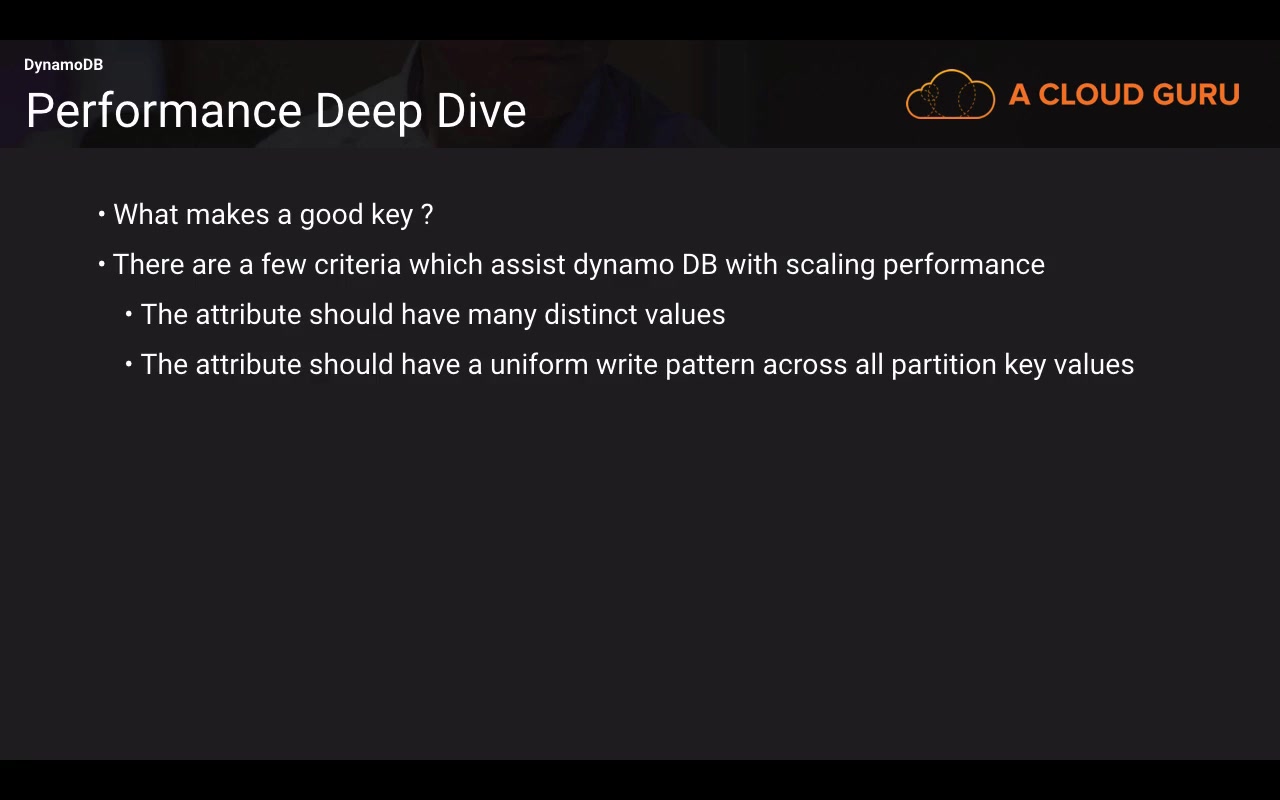 DynamoDB
Performance Deep Dive
A CLOUD GURU
• What makes a good key ?
• There are a few criteria which assist dynamo DB with scaling performance
• The attribute should have many distinct values
• The attribute should have a uniform write pattern across all partition key values